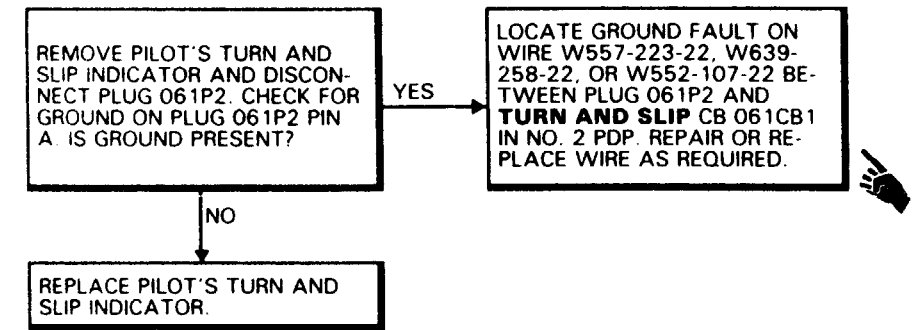 REMOVE PILOT'S TURN AND
SLIP INDICATOR AND DISCON-
NECT PLUG 061P2. CHECK FOR
GROUND ON PLUG 061P2 PIN
A. IS GROUND PRESENT?
YES
LOCATE GROUND FAULT ON
WIRE W557-223-22, W639-
258-22, OR W552-107-22 BE-
TWEEN PLUG 061P2 AND
TURN AND SLIP CB 061CB1
IN NO. 2 PDP. REPAIR OR RE-
PLACE WIRE AS REQUIRED.
NO
REPLACE PILOT'S TURN AND
SLIP INDICATOR.